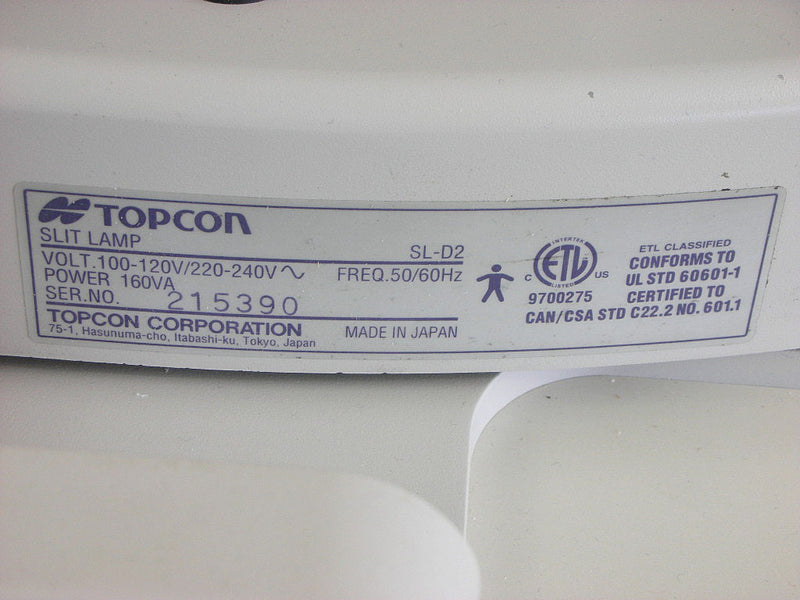 TOPCON
SLIT LAMP SL-D2
VOLT.100-120V/220-240V~ FREQ.50/60Hz
POWER 160VA
SER.NO. 215390
TOPCON CORPORATION MADE IN JAPAN
75-1, Hasunuma-cho, Itabashi-ku, Tokyo, Japan
INTERTEK
C ETL US
LISTED
9700275
ETL CLASSIFIED
CONFORMS TO
UL STD 60601-1
CERTIFIED TO
CAN/CSA STD C22.2 NO. 601.1